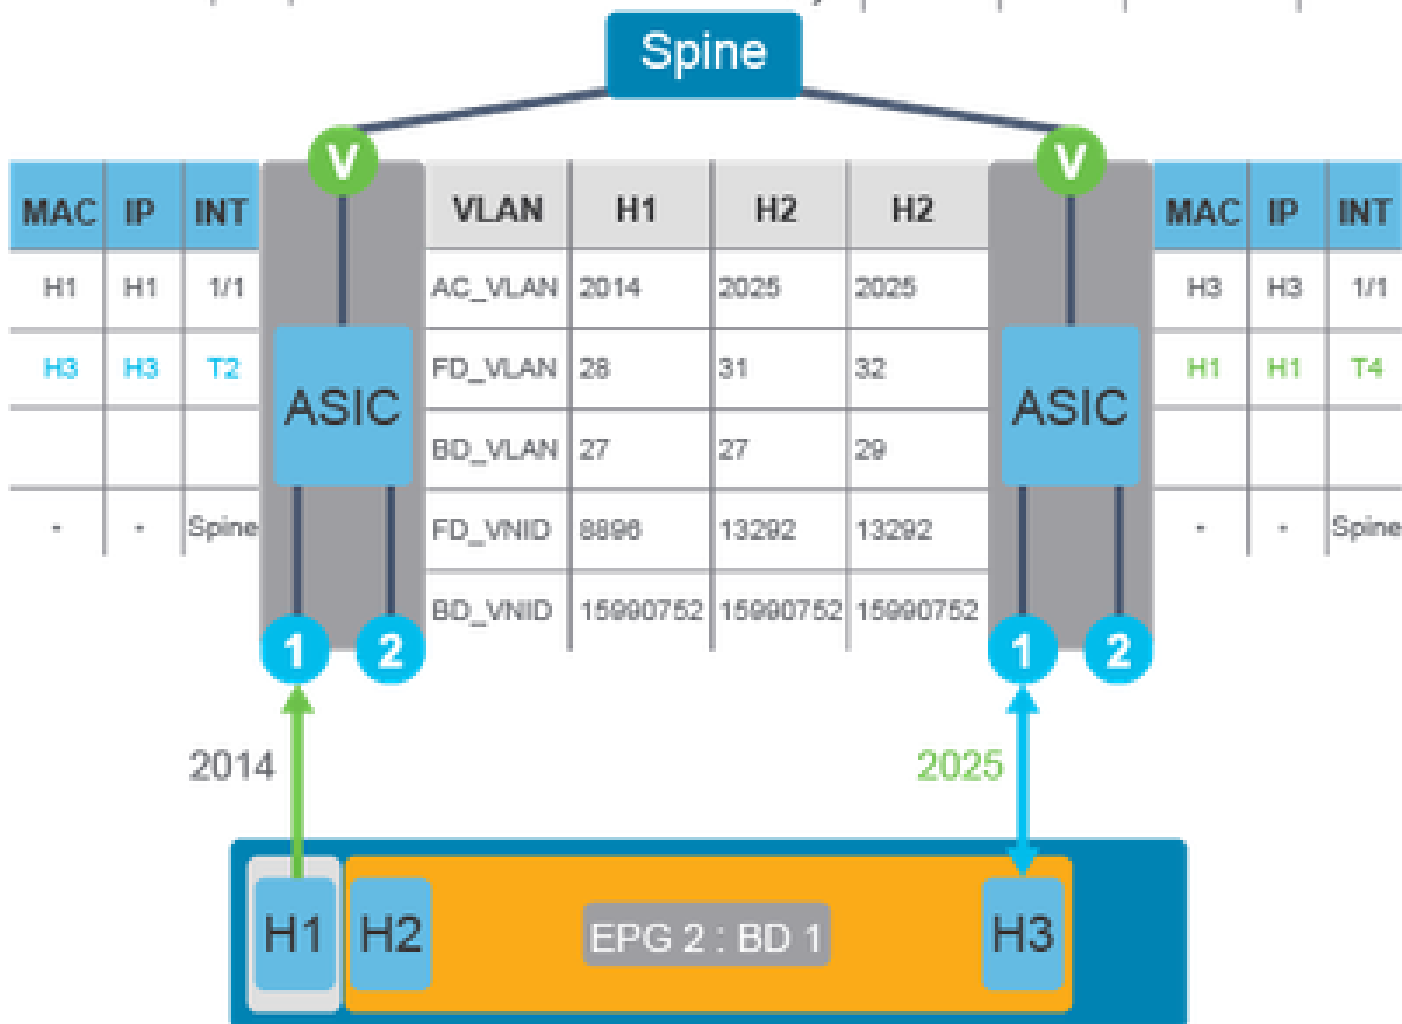 Spine
V V
MAC IP INT VLAN H1 H2 H2 MAC IP INT
H1 H1 1/1 AC_VLAN 2014 2025 2025 H3 H3 1/1
H3 H3 T2 FD_VLAN 28 31 32 H1 H1 T4
ASIC ASIC
BD_VLAN 27 27 29
- - Spine FD_VNID 8896 13292 13292 - - Spine
BD_VNID 15990752 15990752 15990752
1 2 1 2
2014 2025
H1 H2 EPG 2 : BD 1 H3